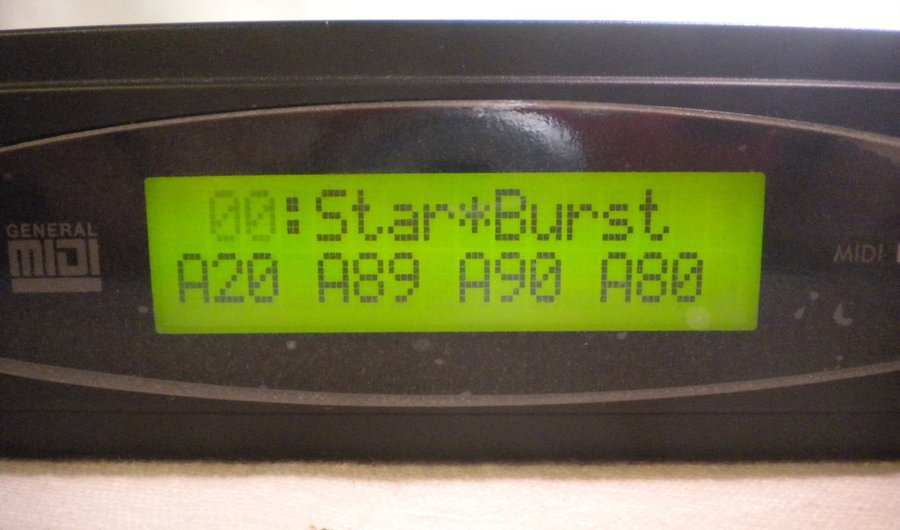 00:Star*Burst
A20 A89 A90 A80
GENERAL
MIDI
MIDI